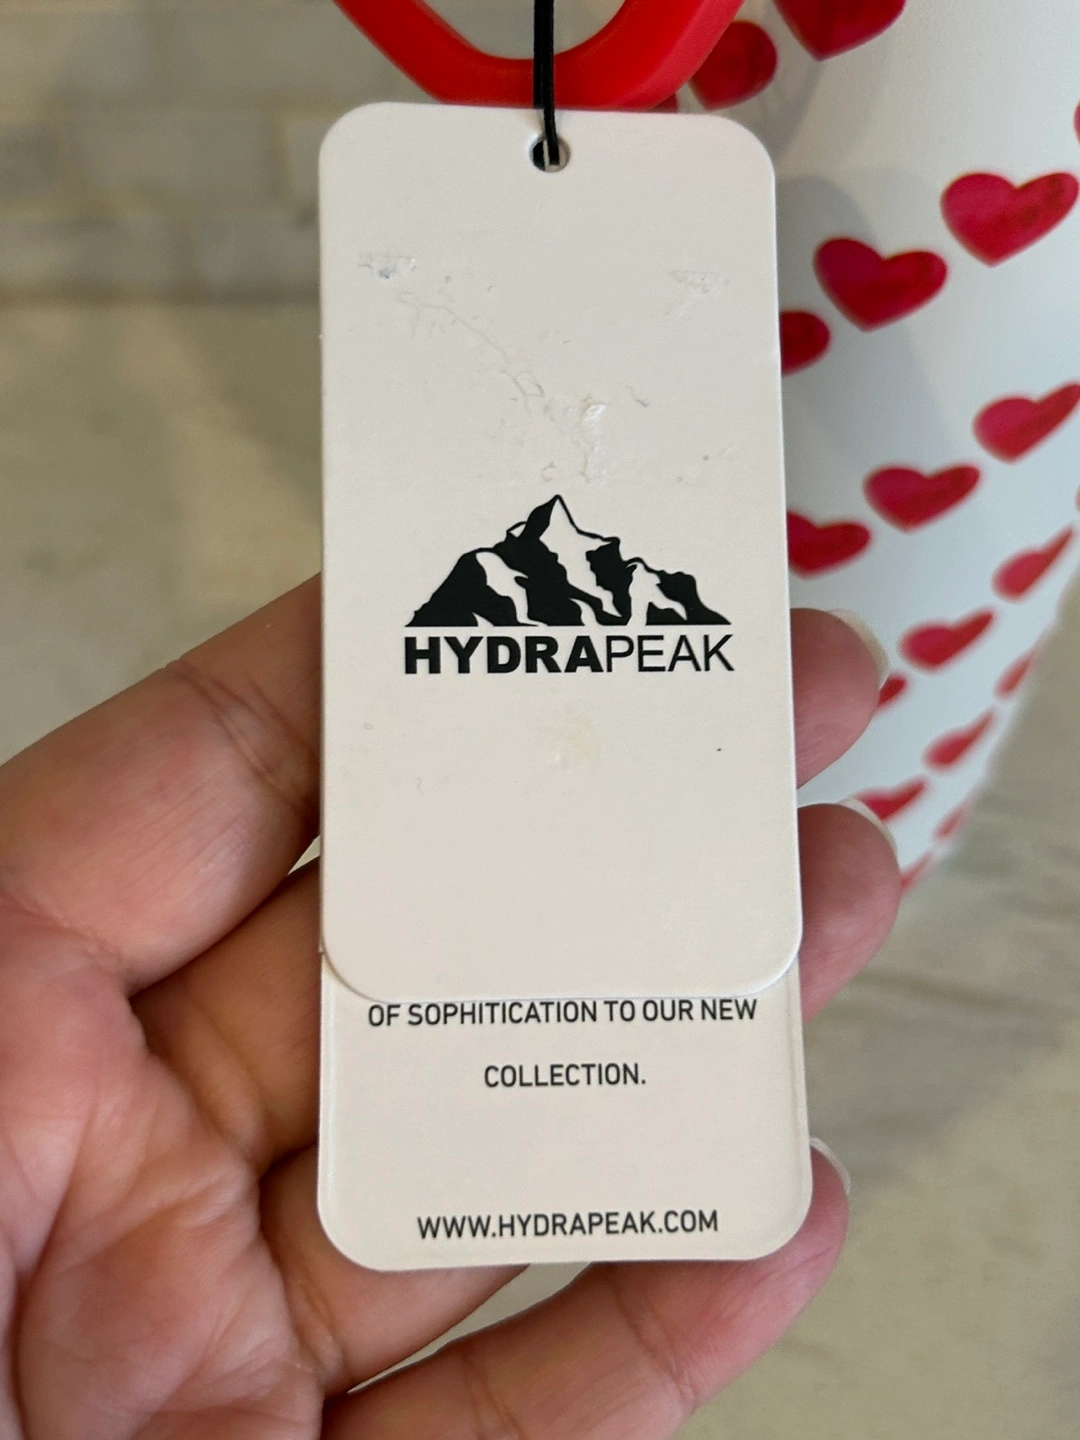 HYDRAPEAK
OF SOPHITICATION TO OUR NEW
COLLECTION.
WWW.HYDRAPEAK.COM